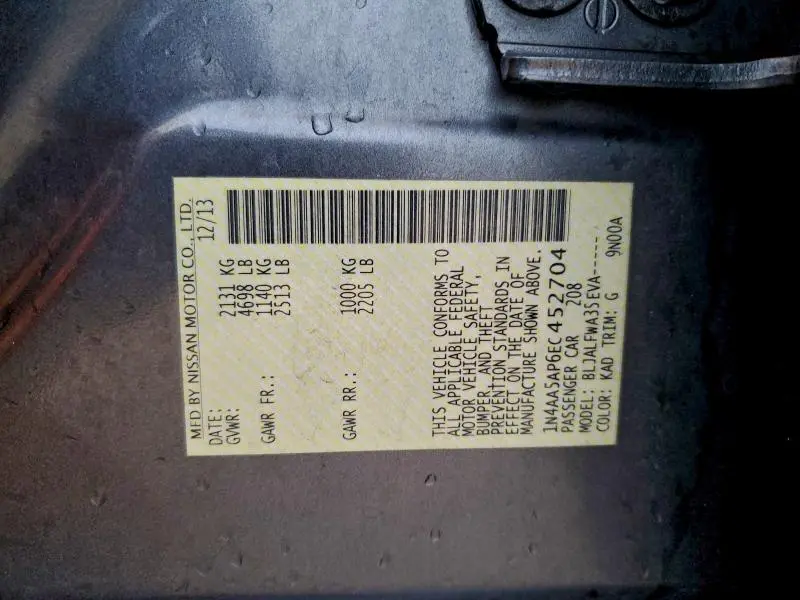 MFD BY NISSAN MOTOR CO., LTD.
DATE: 12/13
GVWR: 2131 KG
4698 LB
GAWR FR.: 1140 KG
2513 LB
GAWR RR.: 1000 KG
2205 LB
THIS VEHICLE CONFORMS TO
ALL APPLICABLE FEDERAL
MOTOR VEHICLE SAFETY,
BUMPER, AND THEFT
PREVENTION STANDARDS IN
EFFECT ON THE DATE OF
MANUFACTURE SHOWN ABOVE.
1N4AA5AP6EC452704
PASSENGER CAR 208
MODEL: BLJALFWA35EVA------
COLOR: KAD TRIM: G 9N00A